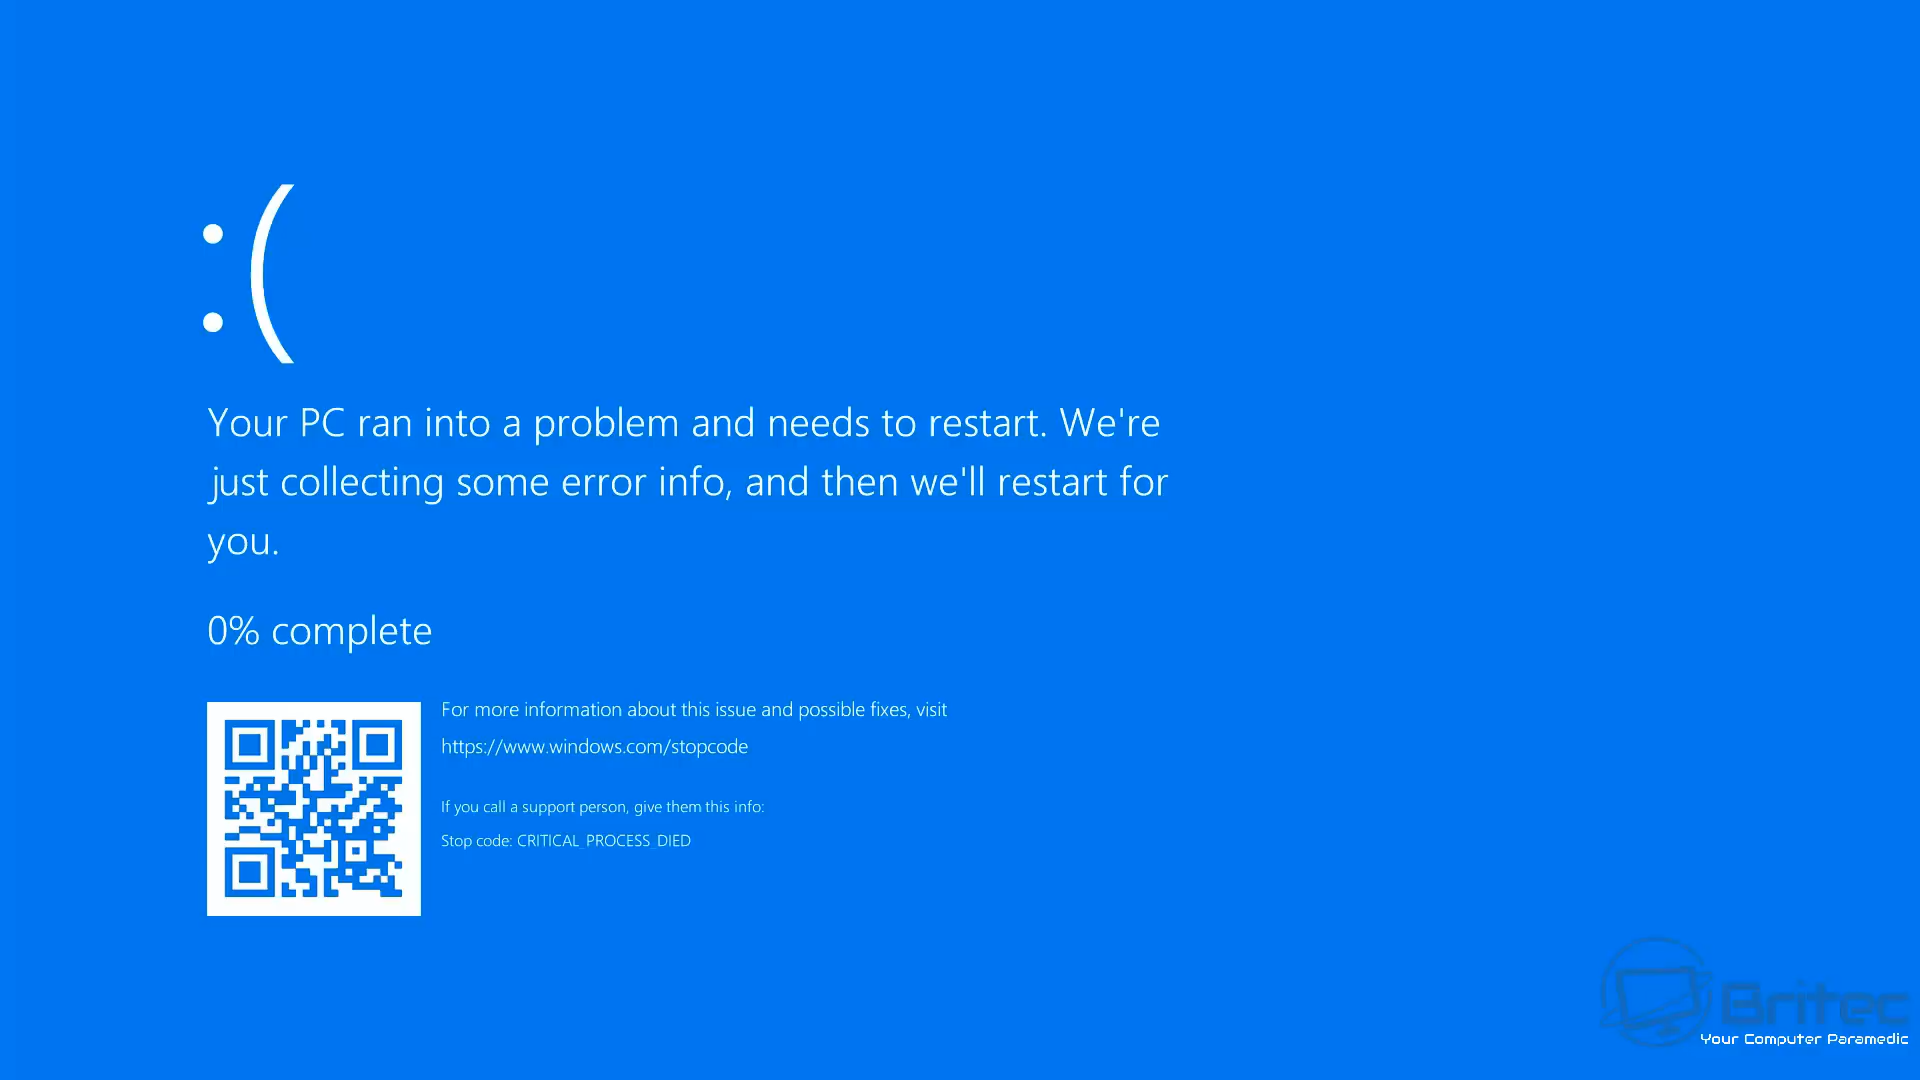 :(
Your PC ran into a problem and needs to restart. We're
just collecting some error info, and then we'll restart for
you.
0% complete
For more information about this issue and possible fixes, visit
https://www.windows.com/stopcode
If you call a support person, give them this info:
Stop code: CRITICAL_PROCESS_DIED
Britec
Your Computer Paramedic